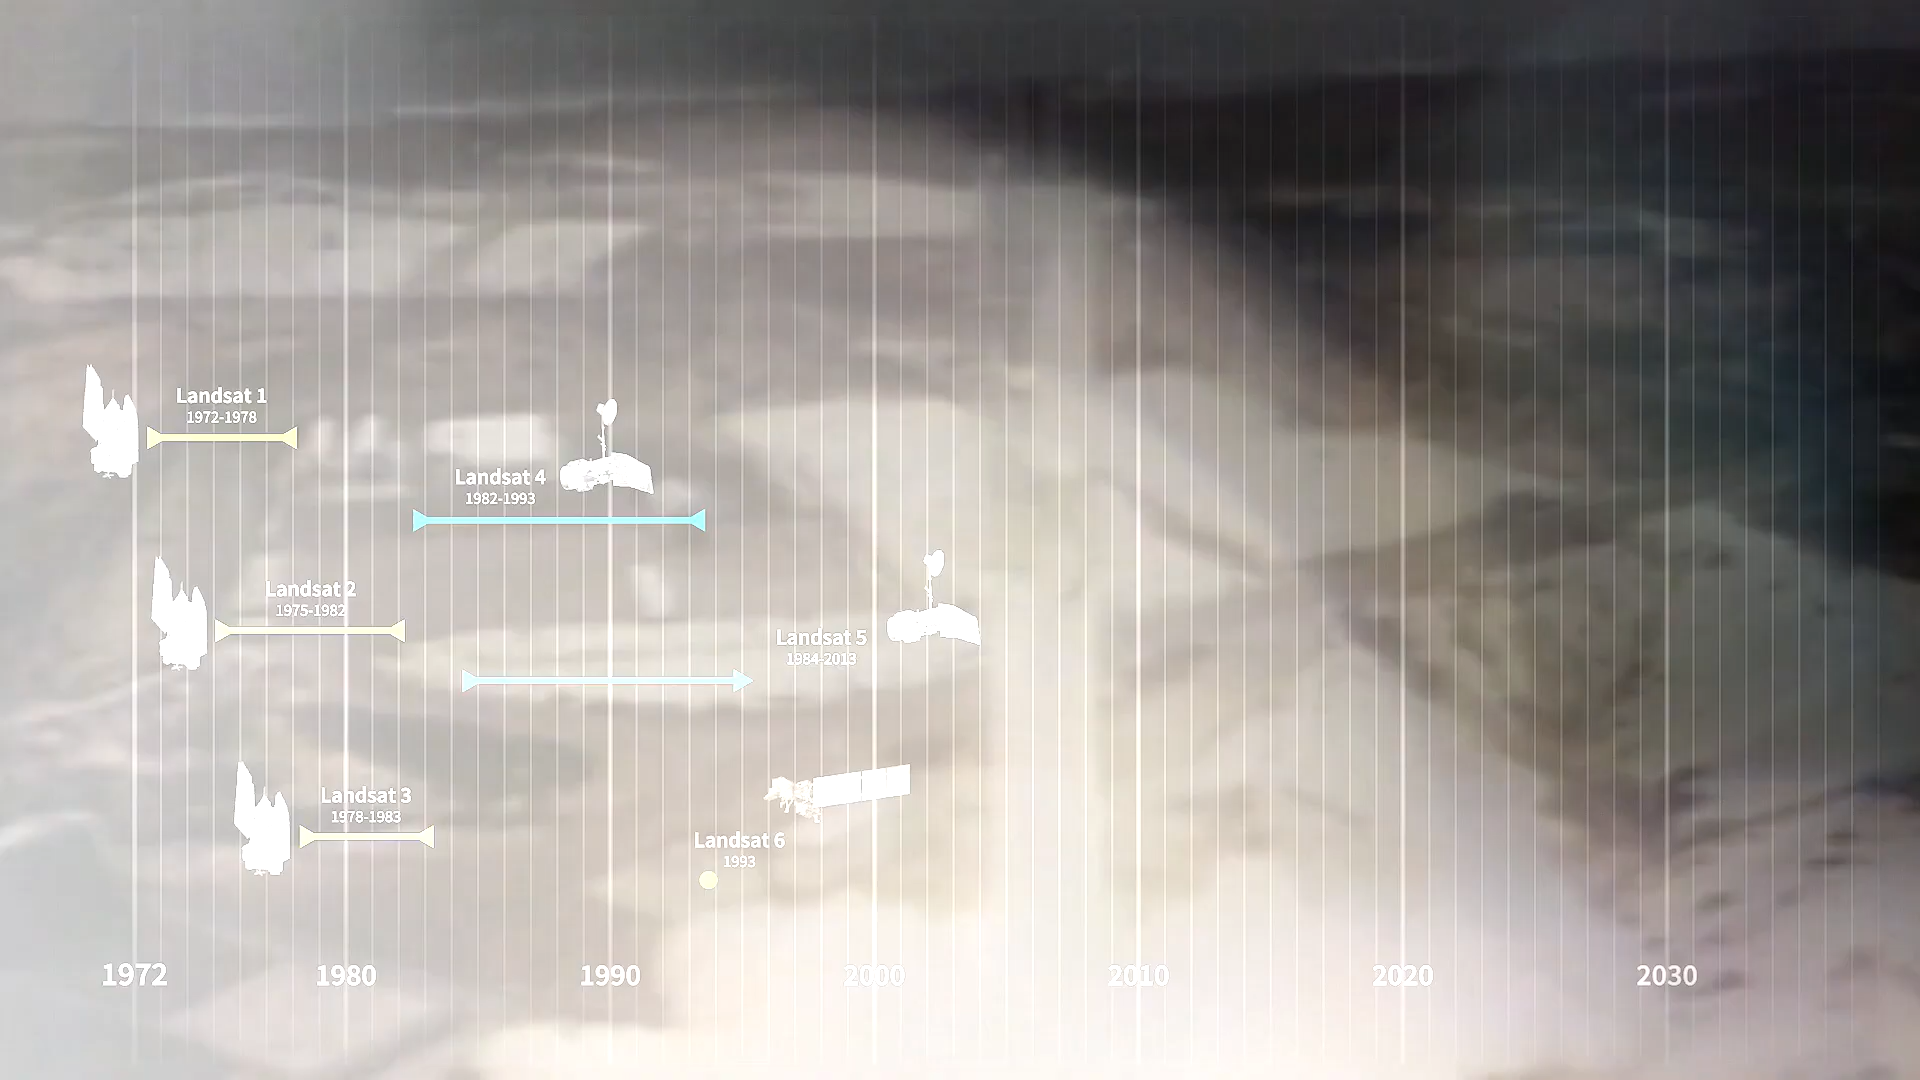 Landsat 1
1972-1978
Landsat 4
1982-1993
Landsat 2
1975-1982
Landsat 5
1984-2013
Landsat 3
1978-1983
Landsat 6
1993
1972
1980
1990
2000
2010
2020
2030